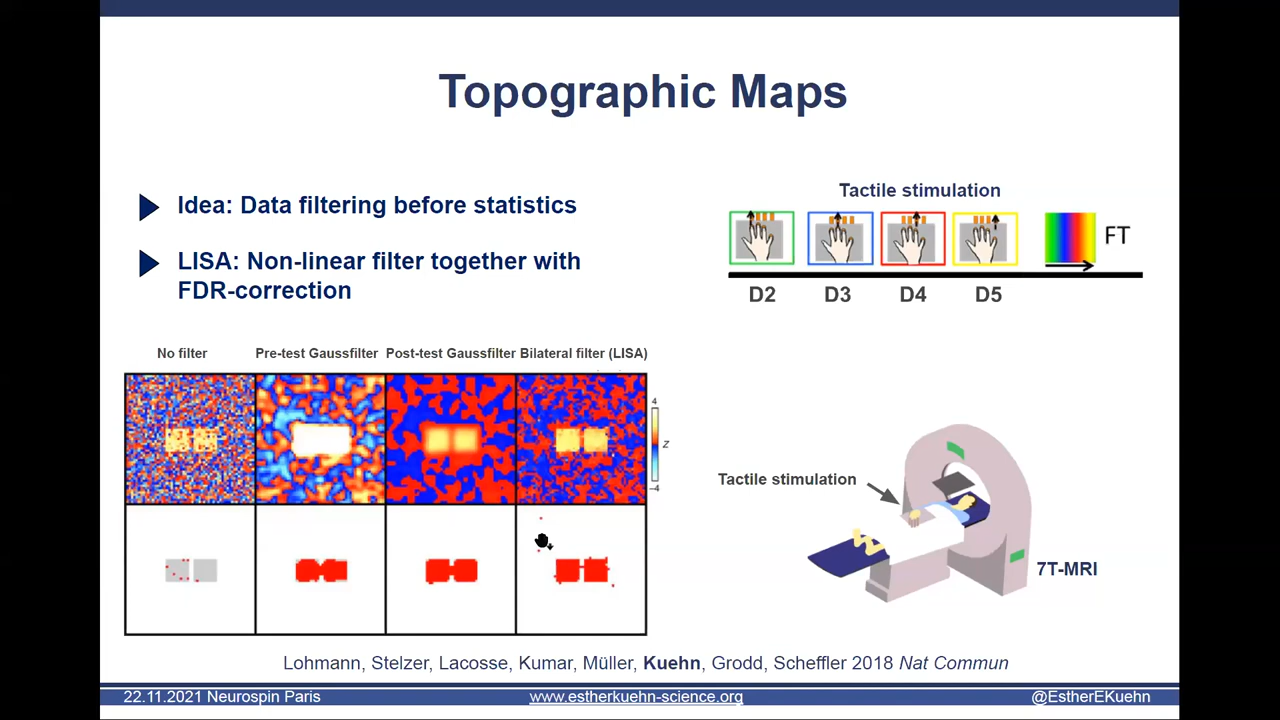 Topographic Maps
Idea: Data filtering before statistics
LISA: Non-linear filter together with
FDR-correction
Tactile stimulation
FT
D2 D3 D4 D5
No filter Pre-test Gaussfilter Post-test Gaussfilter Bilateral filter (LISA)
4
z
-4
Tactile stimulation
7T-MRI
Lohmann, Stelzer, Lacosse, Kumar, Müller, Kuehn, Grodd, Scheffler 2018 Nat Commun
22.11.2021 Neurospin Paris www.estherkuehn-science.org @EstherEKuehn